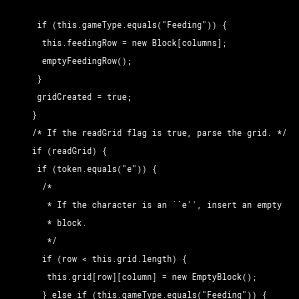 if (this.gameType.equals("Feeding")) {
this.feedingRow = new Block[columns];
emptyFeedingRow();
}
gridCreated = true;
}
/* If the readGrid flag is true, parse the grid. */
if (readGrid) {
if (token.equals("e")) {
/*
* If the character is an ``e'', insert an empty
* block.
*/
if (row < this.grid.length) {
this.grid[row][column] = new EmptyBlock();
} else if (this.gameType.equals("Feeding")) {